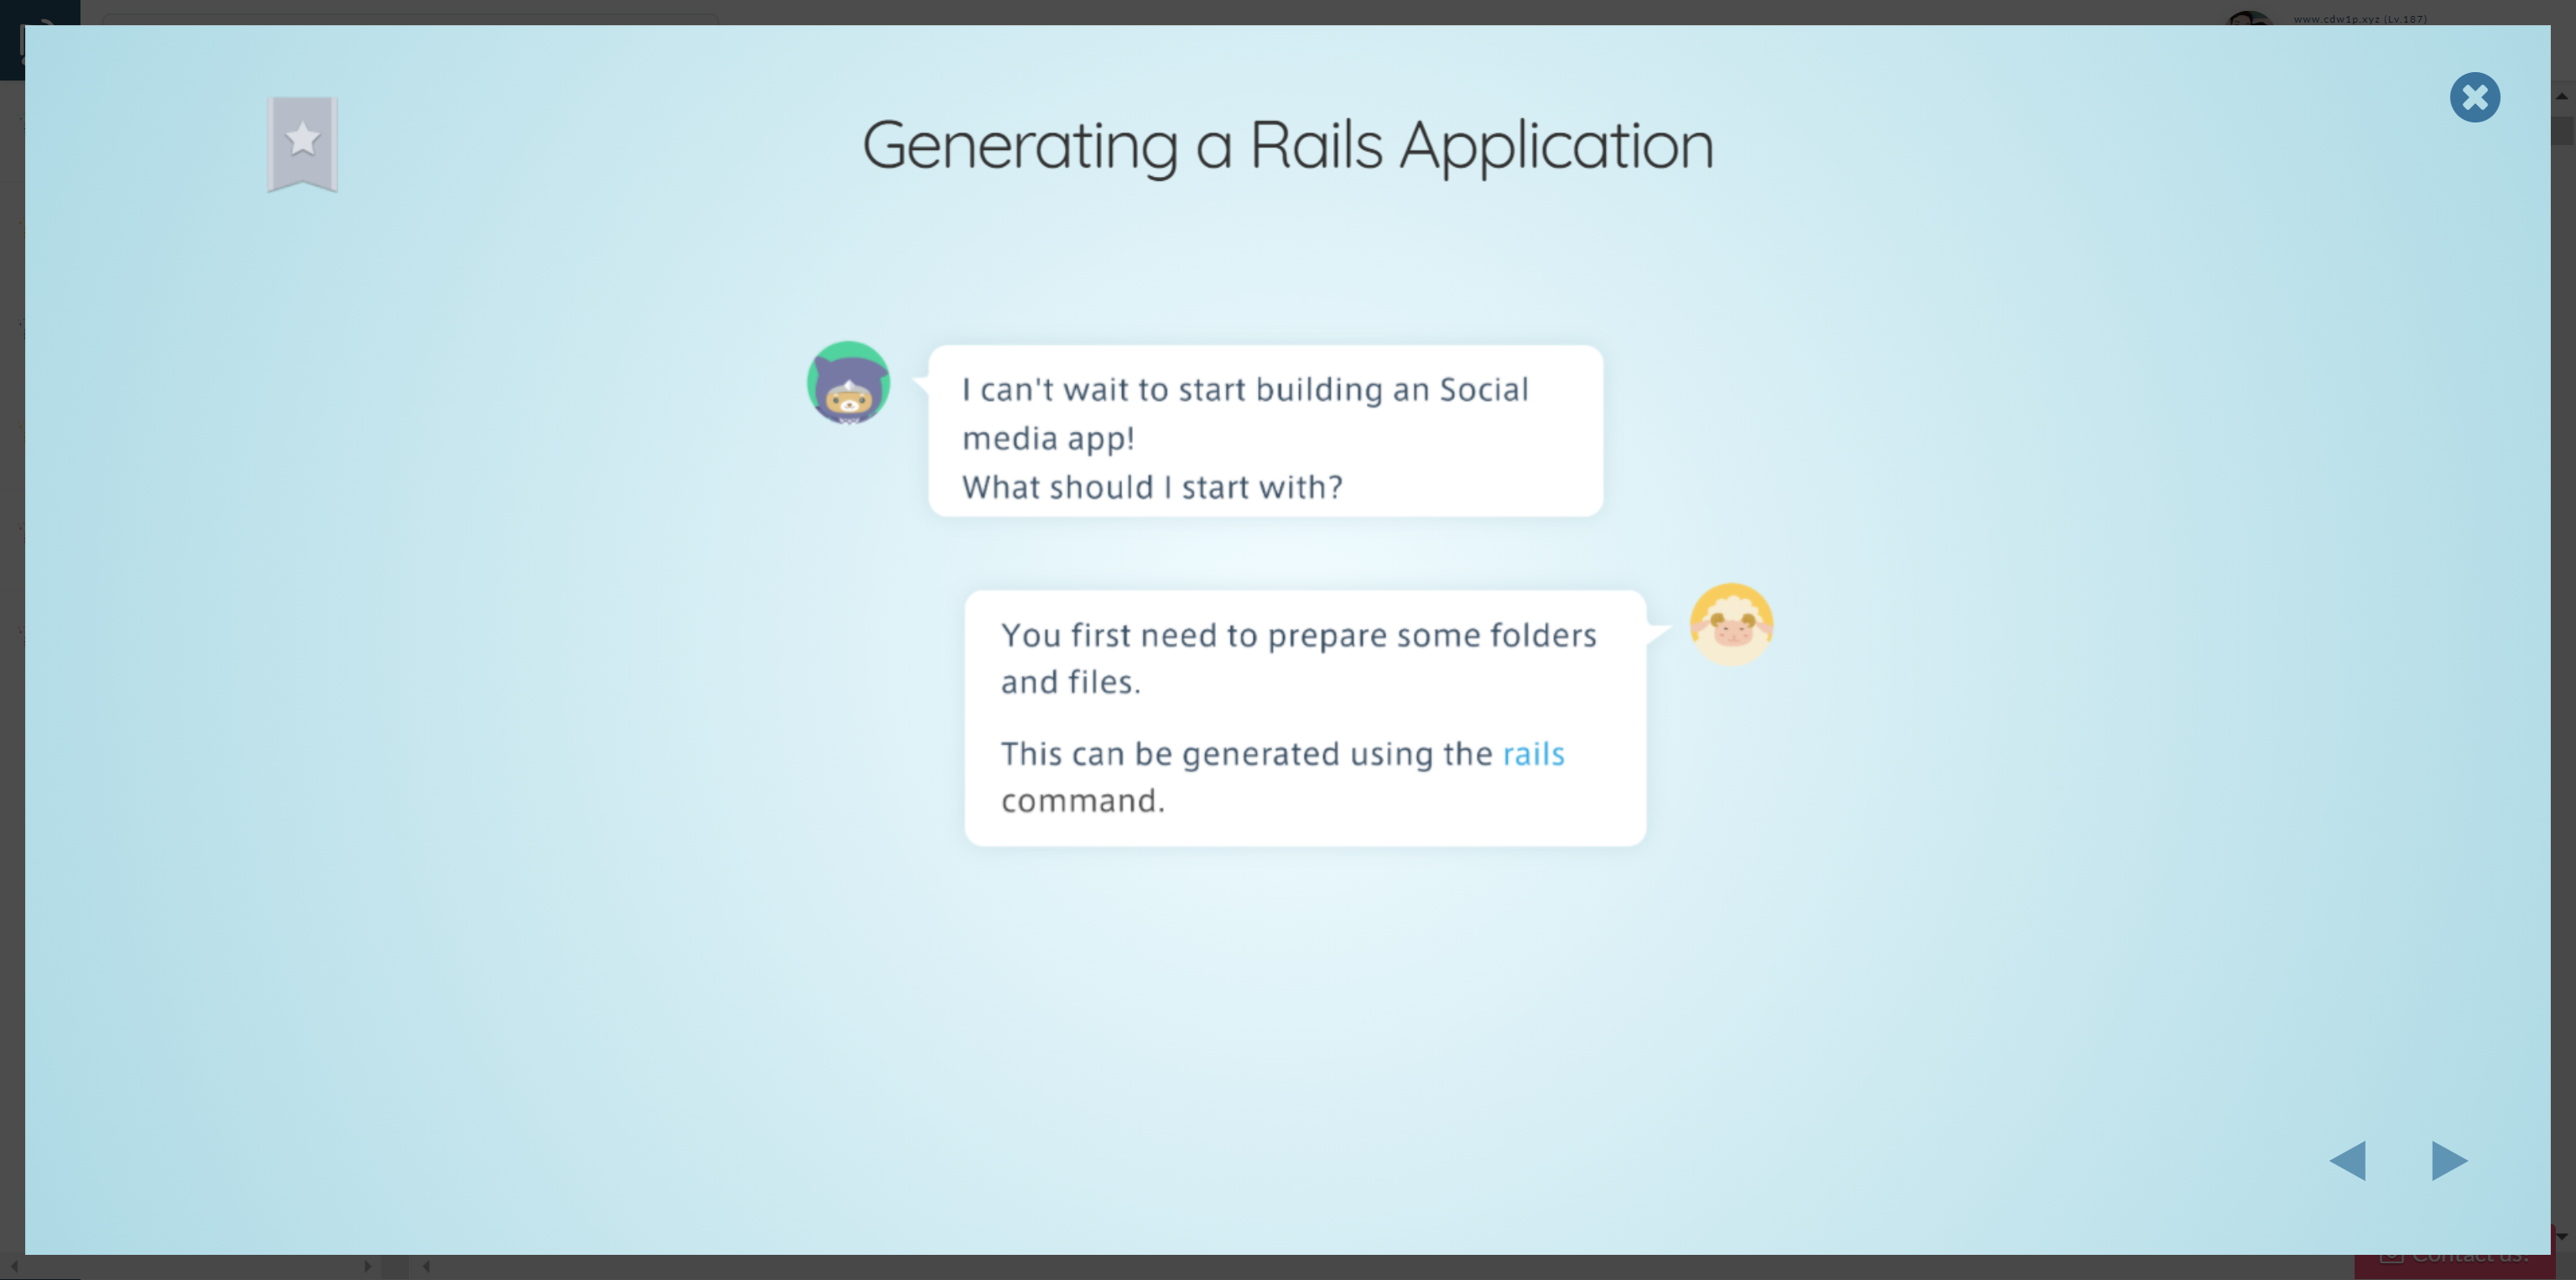 www.cdw1p.xyz (Lv.187)
Generating a Rails Application
I can't wait to start building an Social
media app!
What should I start with?
You first need to prepare some folders
and files.
This can be generated using the rails
command.
Contact us!